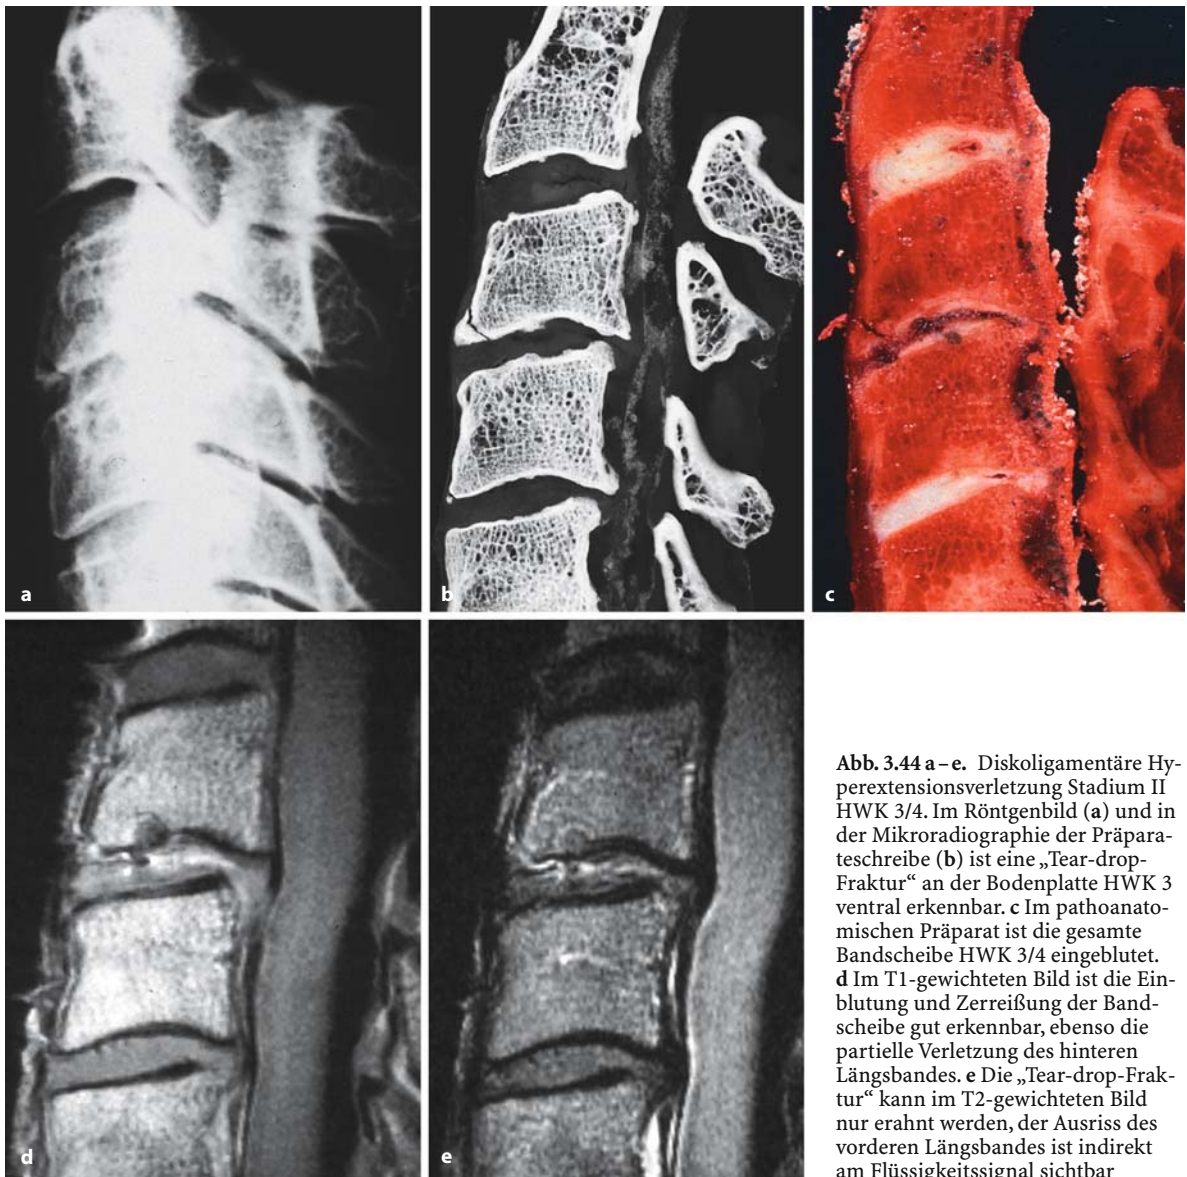 a
b
c
d
e
Abb. 3.44 a – e. Diskoligamentäre Hy-
perextensionsverletzung Stadium II
HWK 3/4. Im Röntgenbild (a) und in
der Mikroradiographie der Präpara-
teschreibe (b) ist eine „Tear-drop-
Fraktur“ an der Bodenplatte HWK 3
ventral erkennbar. c Im pathoanato-
mischen Präparat ist die gesamte
Bandscheibe HWK 3/4 eingeblutet.
d Im T1-gewichteten Bild ist die Ein-
blutung und Zerreißung der Band-
scheibe gut erkennbar, ebenso die
partielle Verletzung des hinteren
Längsbandes. e Die „Tear-drop-Frak-
tur“ kann im T2-gewichteten Bild
nur erahnt werden, der Ausriss des
vorderen Längsbandes ist indirekt
am Flüssigkeitssignal sichtbar